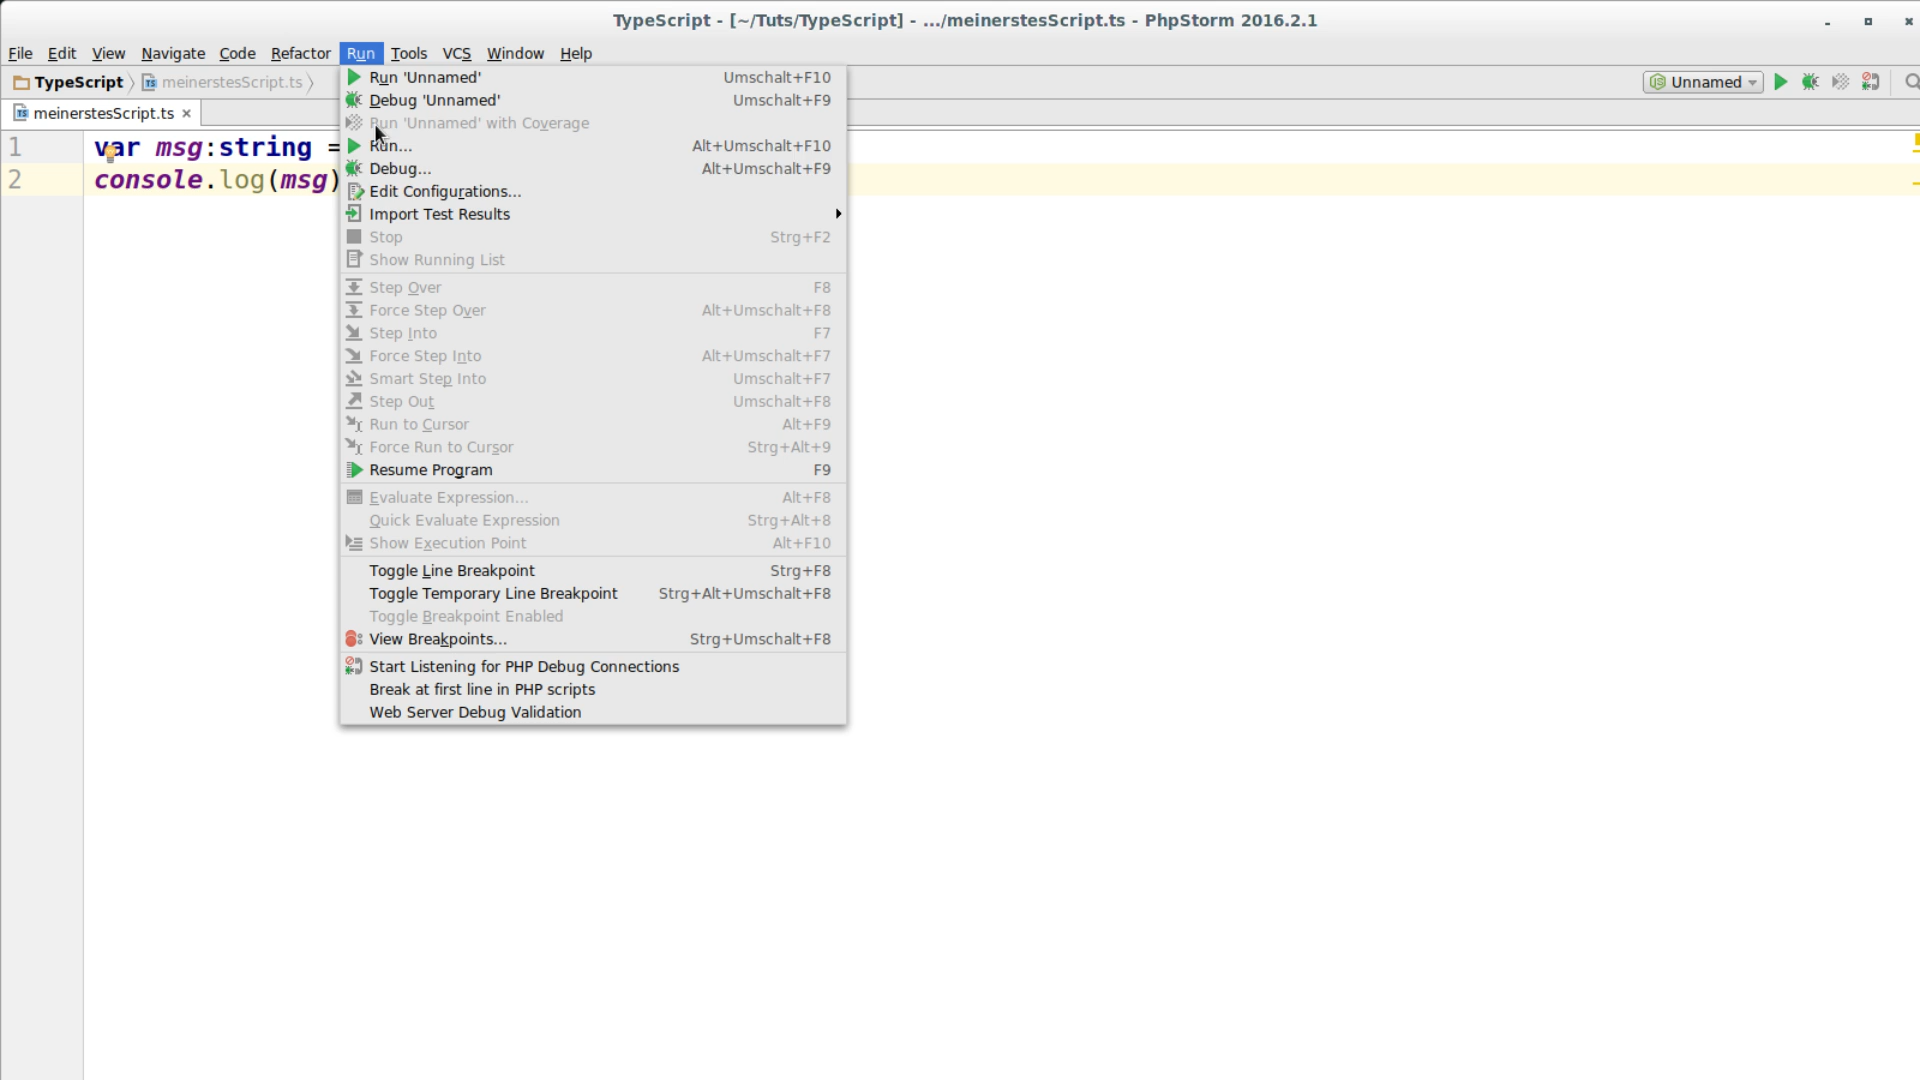 TypeScript - [~/Tuts/TypeScript] - .../meinerstesScript.ts - PhpStorm 2016.2.1
File Edit View Navigate Code Refactor Run Tools VCS Window Help
TypeScript meinerstesScript.ts Unnamed
meinerstesScript.ts
1 var msg:string =
2 console.log(msg)
Run 'Unnamed' Umschalt+F10
Debug 'Unnamed' Umschalt+F9
Run 'Unnamed' with Coverage
Run... Alt+Umschalt+F10
Debug... Alt+Umschalt+F9
Edit Configurations...
Import Test Results
Stop Strg+F2
Show Running List
Step Over F8
Force Step Over Alt+Umschalt+F8
Step Into F7
Force Step Into Alt+Umschalt+F7
Smart Step Into Umschalt+F7
Step Out Umschalt+F8
Run to Cursor Alt+F9
Force Run to Cursor Strg+Alt+9
Resume Program F9
Evaluate Expression... Alt+F8
Quick Evaluate Expression Strg+Alt+8
Show Execution Point Alt+F10
Toggle Line Breakpoint Strg+F8
Toggle Temporary Line Breakpoint Strg+Alt+Umschalt+F8
Toggle Breakpoint Enabled
View Breakpoints... Strg+Umschalt+F8
Start Listening for PHP Debug Connections
Break at first line in PHP scripts
Web Server Debug Validation